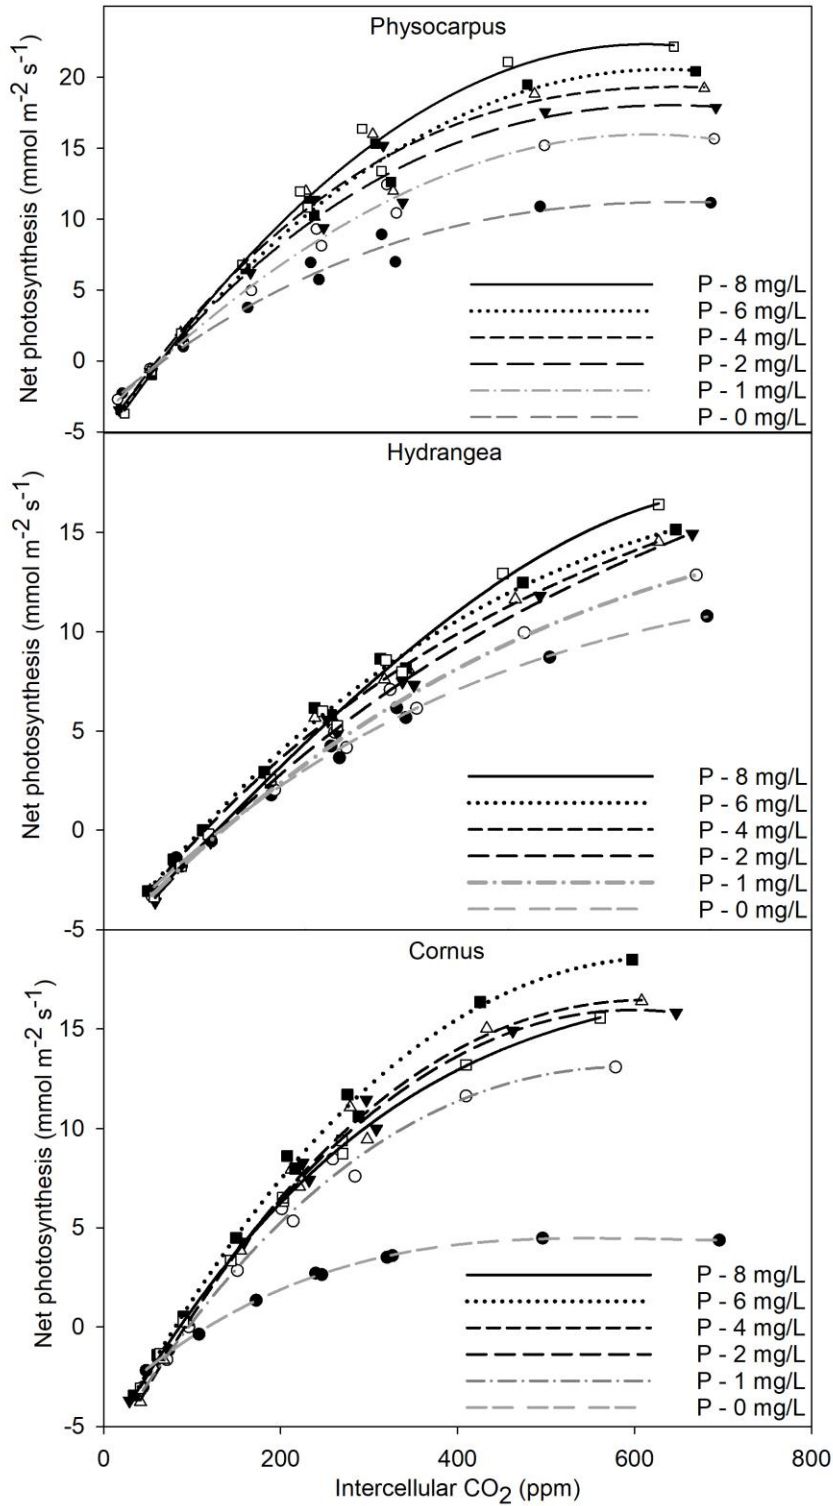 Physocarpus
Net photosynthesis (mmol m-2 s-1)
20
15
10
5
0
-5
P - 8 mg/L
P - 6 mg/L
P - 4 mg/L
P - 2 mg/L
P - 1 mg/L
P - 0 mg/L
Hydrangea
Net photosynthesis (mmol m-2 s-1)
15
10
5
0
-5
P - 8 mg/L
P - 6 mg/L
P - 4 mg/L
P - 2 mg/L
P - 1 mg/L
P - 0 mg/L
Cornus
Net photosynthesis (mmol m-2 s-1)
15
10
5
0
-5
P - 8 mg/L
P - 6 mg/L
P - 4 mg/L
P - 2 mg/L
P - 1 mg/L
P - 0 mg/L
0 200 400 600 800
Intercellular CO2 (ppm)